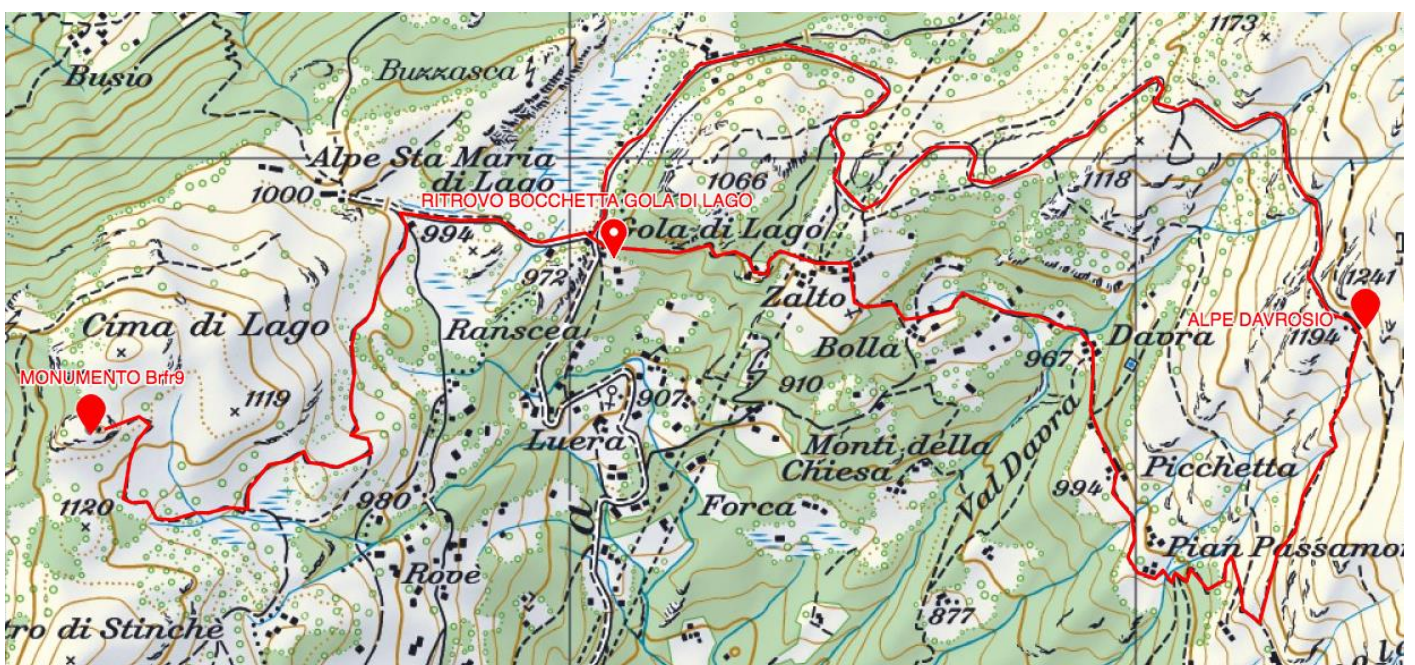 1173
Busio
Buzzasca
Alpe Sta Maria
di Lago
1000
1066
1118
RITROVO BOCCHETTA GOLA DI LAGO
994
Gola di Lago
972
1241
Cima di Lago
Ranscea
Zalto
Bolla
967
Davra
ALPE DAVROSIO
1194
MONUMENTO Brfr9
1119
910
907
Luera
Monti della
Chiesa
Val Davra
Picchetta
1120
980
Forca
994
Rovè
Pian Passamon
877
tro di Stinchè